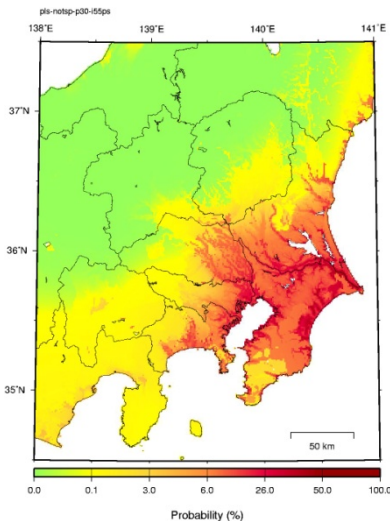 pls-notsp-p30-i55ps
138˚E 139˚E 140˚E 141˚E
37˚N
36˚N
35˚N
50 km
0.0 0.1 3.0 6.0 26.0 50.0 100.0
Probability (%)